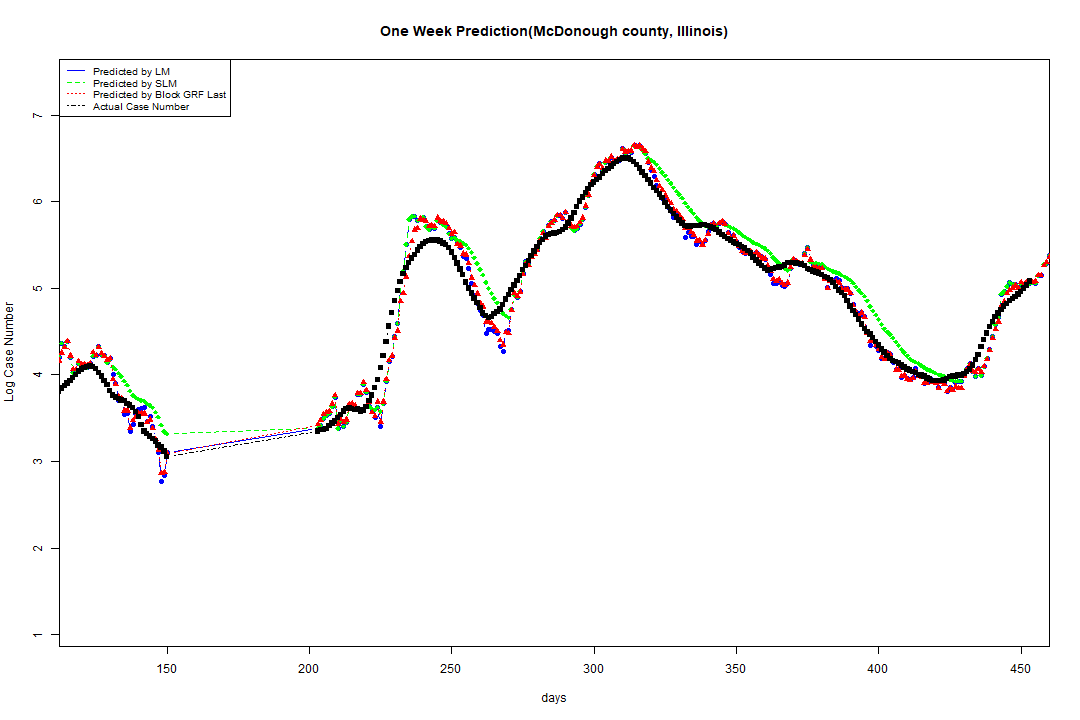 One Week Prediction(McDonough county, Illinois)
Predicted by LM
Predicted by SLM
Predicted by Block GRF Last
Actual Case Number
Log Case Number
7
6
5
4
3
2
1
150 200 250 300 350 400 450
days